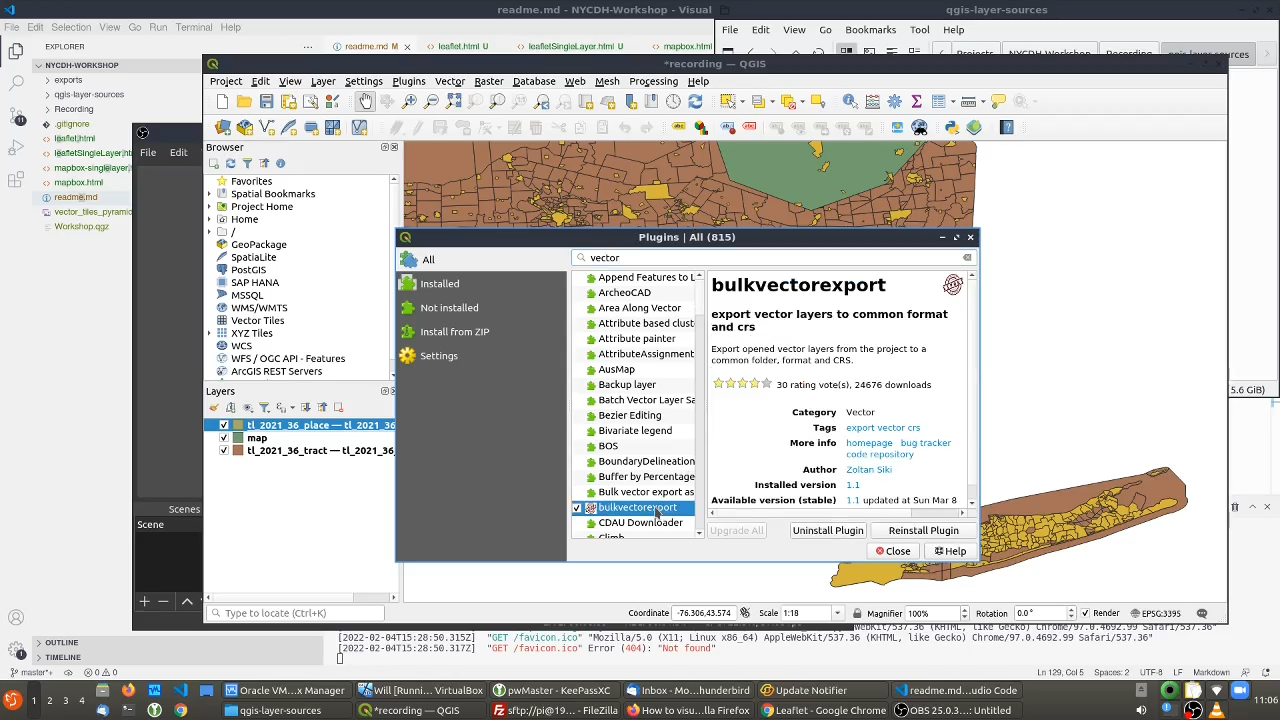 readme.md - NYCDH-Workshop - Visual
qgis-layer-sources
File Edit Selection View Go Run Terminal Help
File Edit View Go Bookmarks Tool Help
EXPLORER ···
readme.md × leaflet.html U leafletSingleLayer.html U mapbox.html
Projects NYCDH-Workshop Recording qgis-layer-sources
NYCDH-WORKSHOP
exports
qgis-layer-sources
Recording
.gitignore
leaflet.html
leafletSingleLayer.ht
mapbox-singlelayer.
mapbox.html
readme.md
vector_tiles_pyramic
Workshop.qgz
File Edit
Scenes
Scene
*recording — QGIS
Project Edit View Layer Settings Plugins Vector Raster Database Web Mesh Processing Help
Browser
Favorites
Spatial Bookmarks
Project Home
Home
/
GeoPackage
SpatiaLite
PostGIS
SAP HANA
MSSQL
WMS/WMTS
Vector Tiles
XYZ Tiles
WCS
WFS / OGC API - Features
ArcGIS REST Servers
Layers
tl_2021_36_place — tl_2021_36
map
tl_2021_36_tract — tl_2021_36_
Plugins | All (815)
All
Installed
Not installed
Install from ZIP
Settings
vector
Append Features to L
ArcheoCAD
Area Along Vector
Attribute based clust
Attribute painter
AttributeAssignment
AusMap
Backup layer
Batch Vector Layer Sa
Bezier Editing
Bivariate legend
BOS
BoundaryDelineation
Buffer by Percentage
Bulk vector export as
bulkvectorexport
CDAU Downloader
Climb
bulkvectorexport
export vector layers to common format
and crs
Export opened vector layers from the project to a
common folder, format and CRS.
30 rating vote(s), 24676 downloads
Category Vector
Tags export vector crs
More info homepage bug tracker
code repository
Author Zoltan Siki
Installed version 1.1
Available version (stable) 1.1 updated at Sun Mar 8
Upgrade All Uninstall Plugin Reinstall Plugin
Close Help
5.6 GiB)
Type to locate (Ctrl+K) Coordinate -76.306,43.574 Scale 1:18 Magnifier 100% Rotation 0.0 ° Render EPSG:3395
[2022-02-04T15:28:50.315Z] "GET /favicon.ico" "Mozilla/5.0 (X11; Linux x86_64) AppleWebKit/537.36 (KHTML, like Gecko) Chrome/97.0.4692.99 Safari/537.36"
[2022-02-04T15:28:50.317Z] "GET /favicon.ico" Error (404): "Not found"
OUTLINE
TIMELINE
master*+ 0 0 Ln 129, Col 5 Spaces: 2 UTF-8 LF Markdown
1 2 3 4 Oracle VM...x Manager Will [Runni...VirtualBox pwMaster - KeePassXC Inbox - Mo...hunderbird Update Notifier readme.md...udio Code
qgis-layer-sources *recording — QGIS sftp://pi@19... - FileZilla How to visu...lla Firefox Leaflet - Google Chrome OBS 25.0.3...: Untitled
11:06